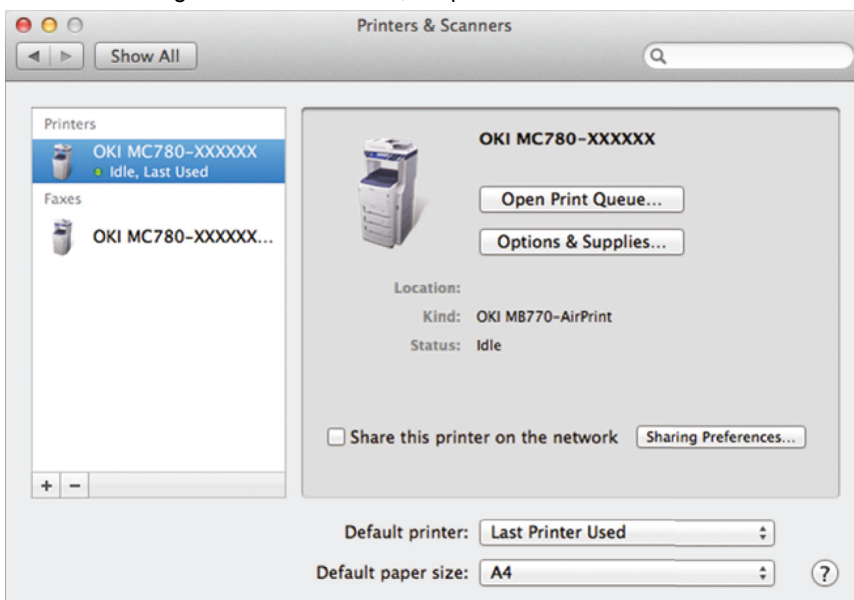 Printers & Scanners
Show All
Printers
OKI MC780-XXXXXX
Idle, Last Used
Faxes
OKI MC780-XXXXXX...
OKI MC780-XXXXXX
Open Print Queue...
Options & Supplies...
Location:
Kind: OKI MB770-AirPrint
Status: Idle
Share this printer on the network Sharing Preferences...
+ −
Default printer: Last Printer Used
Default paper size: A4 ?